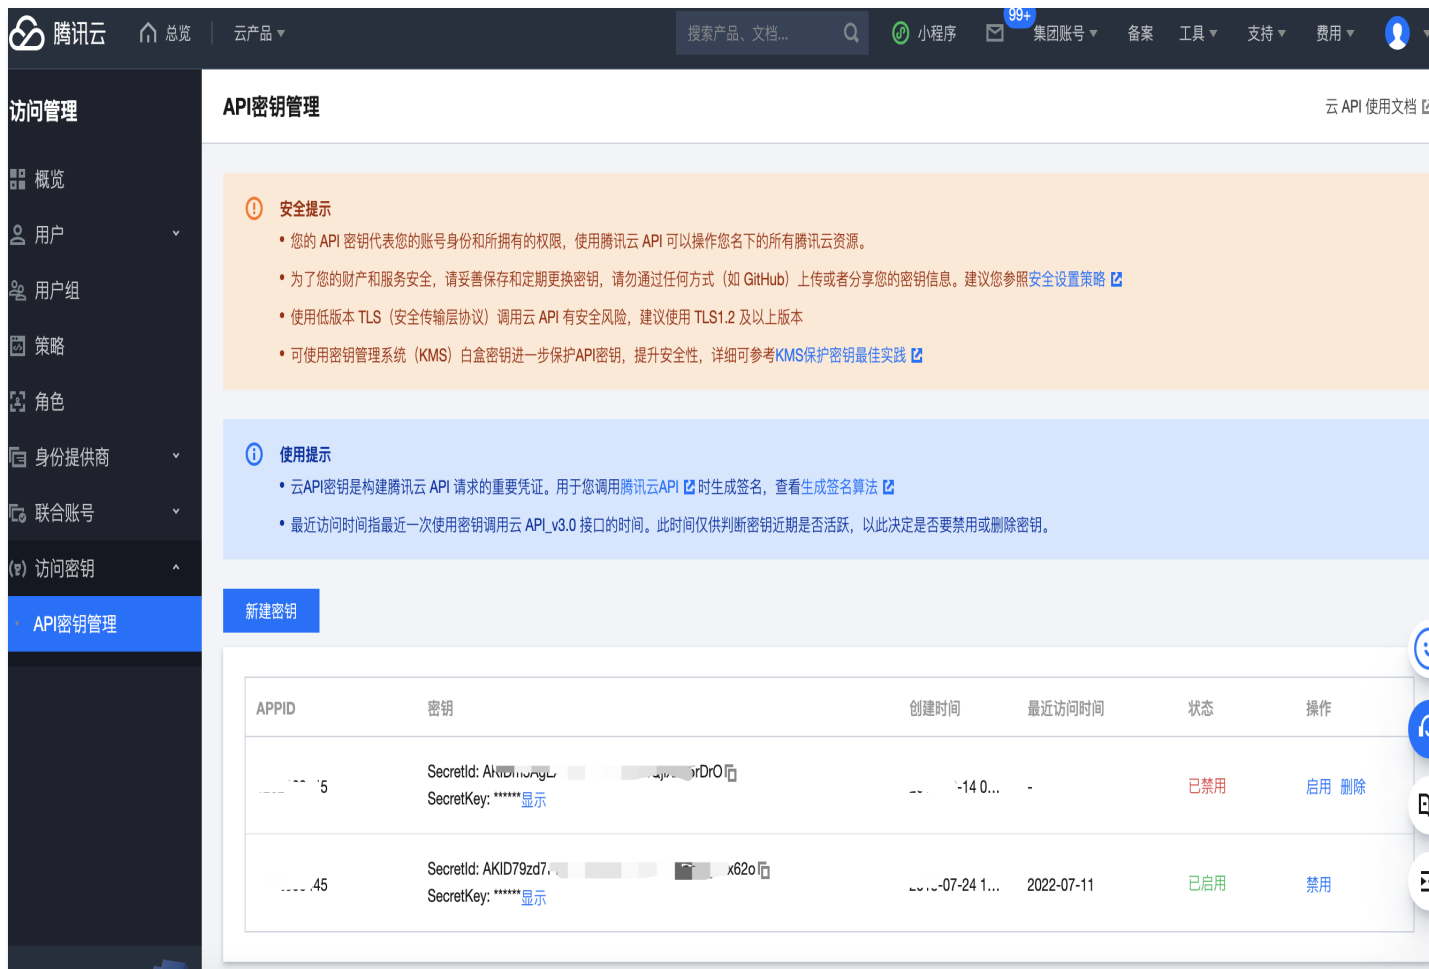 腾讯云 总览 云产品 搜索产品、文档... 小程序 99+ 集团账号 备案 工具 支持 费用
访问管理
概览
用户
用户组
策略
角色
身份提供商
联合账号
访问密钥
API密钥管理
API密钥管理 云 API 使用文档
安全提示
• 您的 API 密钥代表您的账号身份和所拥有的权限，使用腾讯云 API 可以操作您名下的所有腾讯云资源。
• 为了您的财产和服务安全，请妥善保存和定期更换密钥，请勿通过任何方式（如 GitHub）上传或者分享您的密钥信息。建议您参照安全设置策略
• 使用低版本 TLS（安全传输层协议）调用云 API 有安全风险，建议使用 TLS1.2 及以上版本
• 可使用密钥管理系统（KMS）白盒密钥进一步保护API密钥，提升安全性，详细可参考KMS保护密钥最佳实践
使用提示
• 云API密钥是构建腾讯云 API 请求的重要凭证。用于您调用腾讯云API 时生成签名，查看生成签名算法
• 最近访问时间指最近一次使用密钥调用云 API_v3.0 接口的时间。此时间仅供判断密钥近期是否活跃，以此决定是否要禁用或删除密钥。
新建密钥
APPID 密钥 创建时间 最近访问时间 状态 操作
SecretId:
SecretKey: ******显示
-14 0... - 已禁用 启用 删除
SecretId: AKID79zd7 x62o
SecretKey: ******显示
45 -07-24 1... 2022-07-11 已启用 禁用